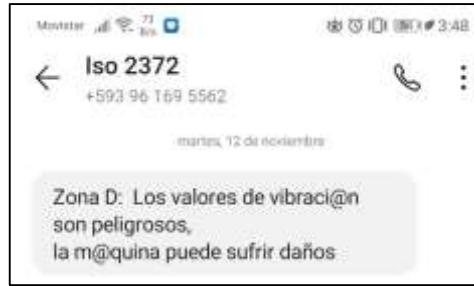 Movistar 73 B/s 3:48
Iso 2372
+593 96 169 5562
martes, 12 de noviembre
Zona D: Los valores de vibraci@n
son peligrosos,
la m@quina puede sufrir daños